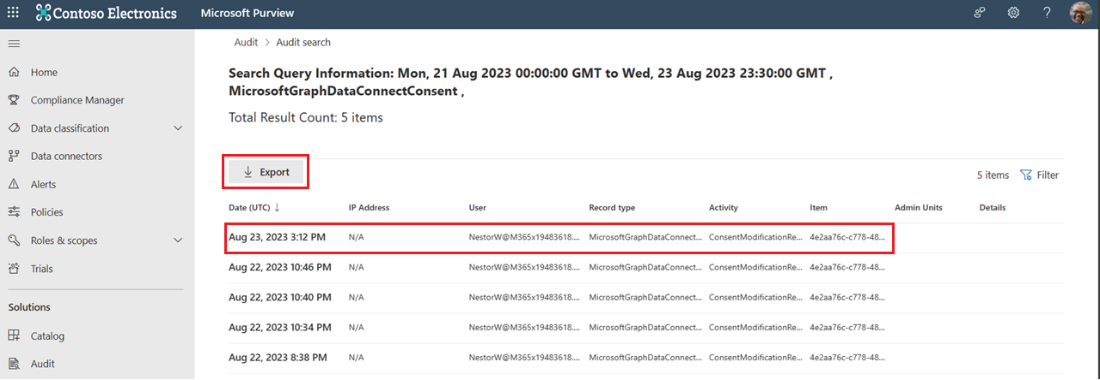 Contoso Electronics Microsoft Purview
Home
Compliance Manager
Data classification
Data connectors
Alerts
Policies
Roles & scopes
Trials
Solutions
Catalog
Audit
Audit > Audit search
Search Query Information: Mon, 21 Aug 2023 00:00:00 GMT to Wed, 23 Aug 2023 23:30:00 GMT ,
MicrosoftGraphDataConnectConsent ,
Total Result Count: 5 items
Export 5 items Filter
Date (UTC) ↓ IP Address User Record type Activity Item Admin Units Details
Aug 23, 2023 3:12 PM N/A NestorW@M365x19483618.... MicrosoftGraphDataConnect... ConsentModificationRe... 4e2aa76c-c778-48...
Aug 22, 2023 10:46 PM N/A NestorW@M365x19483618.... MicrosoftGraphDataConnect... ConsentModificationRe... 4e2aa76c-c778-48...
Aug 22, 2023 10:40 PM N/A NestorW@M365x19483618.... MicrosoftGraphDataConnect... ConsentModificationRe... 4e2aa76c-c778-48...
Aug 22, 2023 10:34 PM N/A NestorW@M365x19483618.... MicrosoftGraphDataConnect... ConsentModificationRe... 4e2aa76c-c778-48...
Aug 22, 2023 8:38 PM N/A NestorW@M365x19483618.... MicrosoftGraphDataConnect... ConsentModificationRe... 4e2aa76c-c778-48...